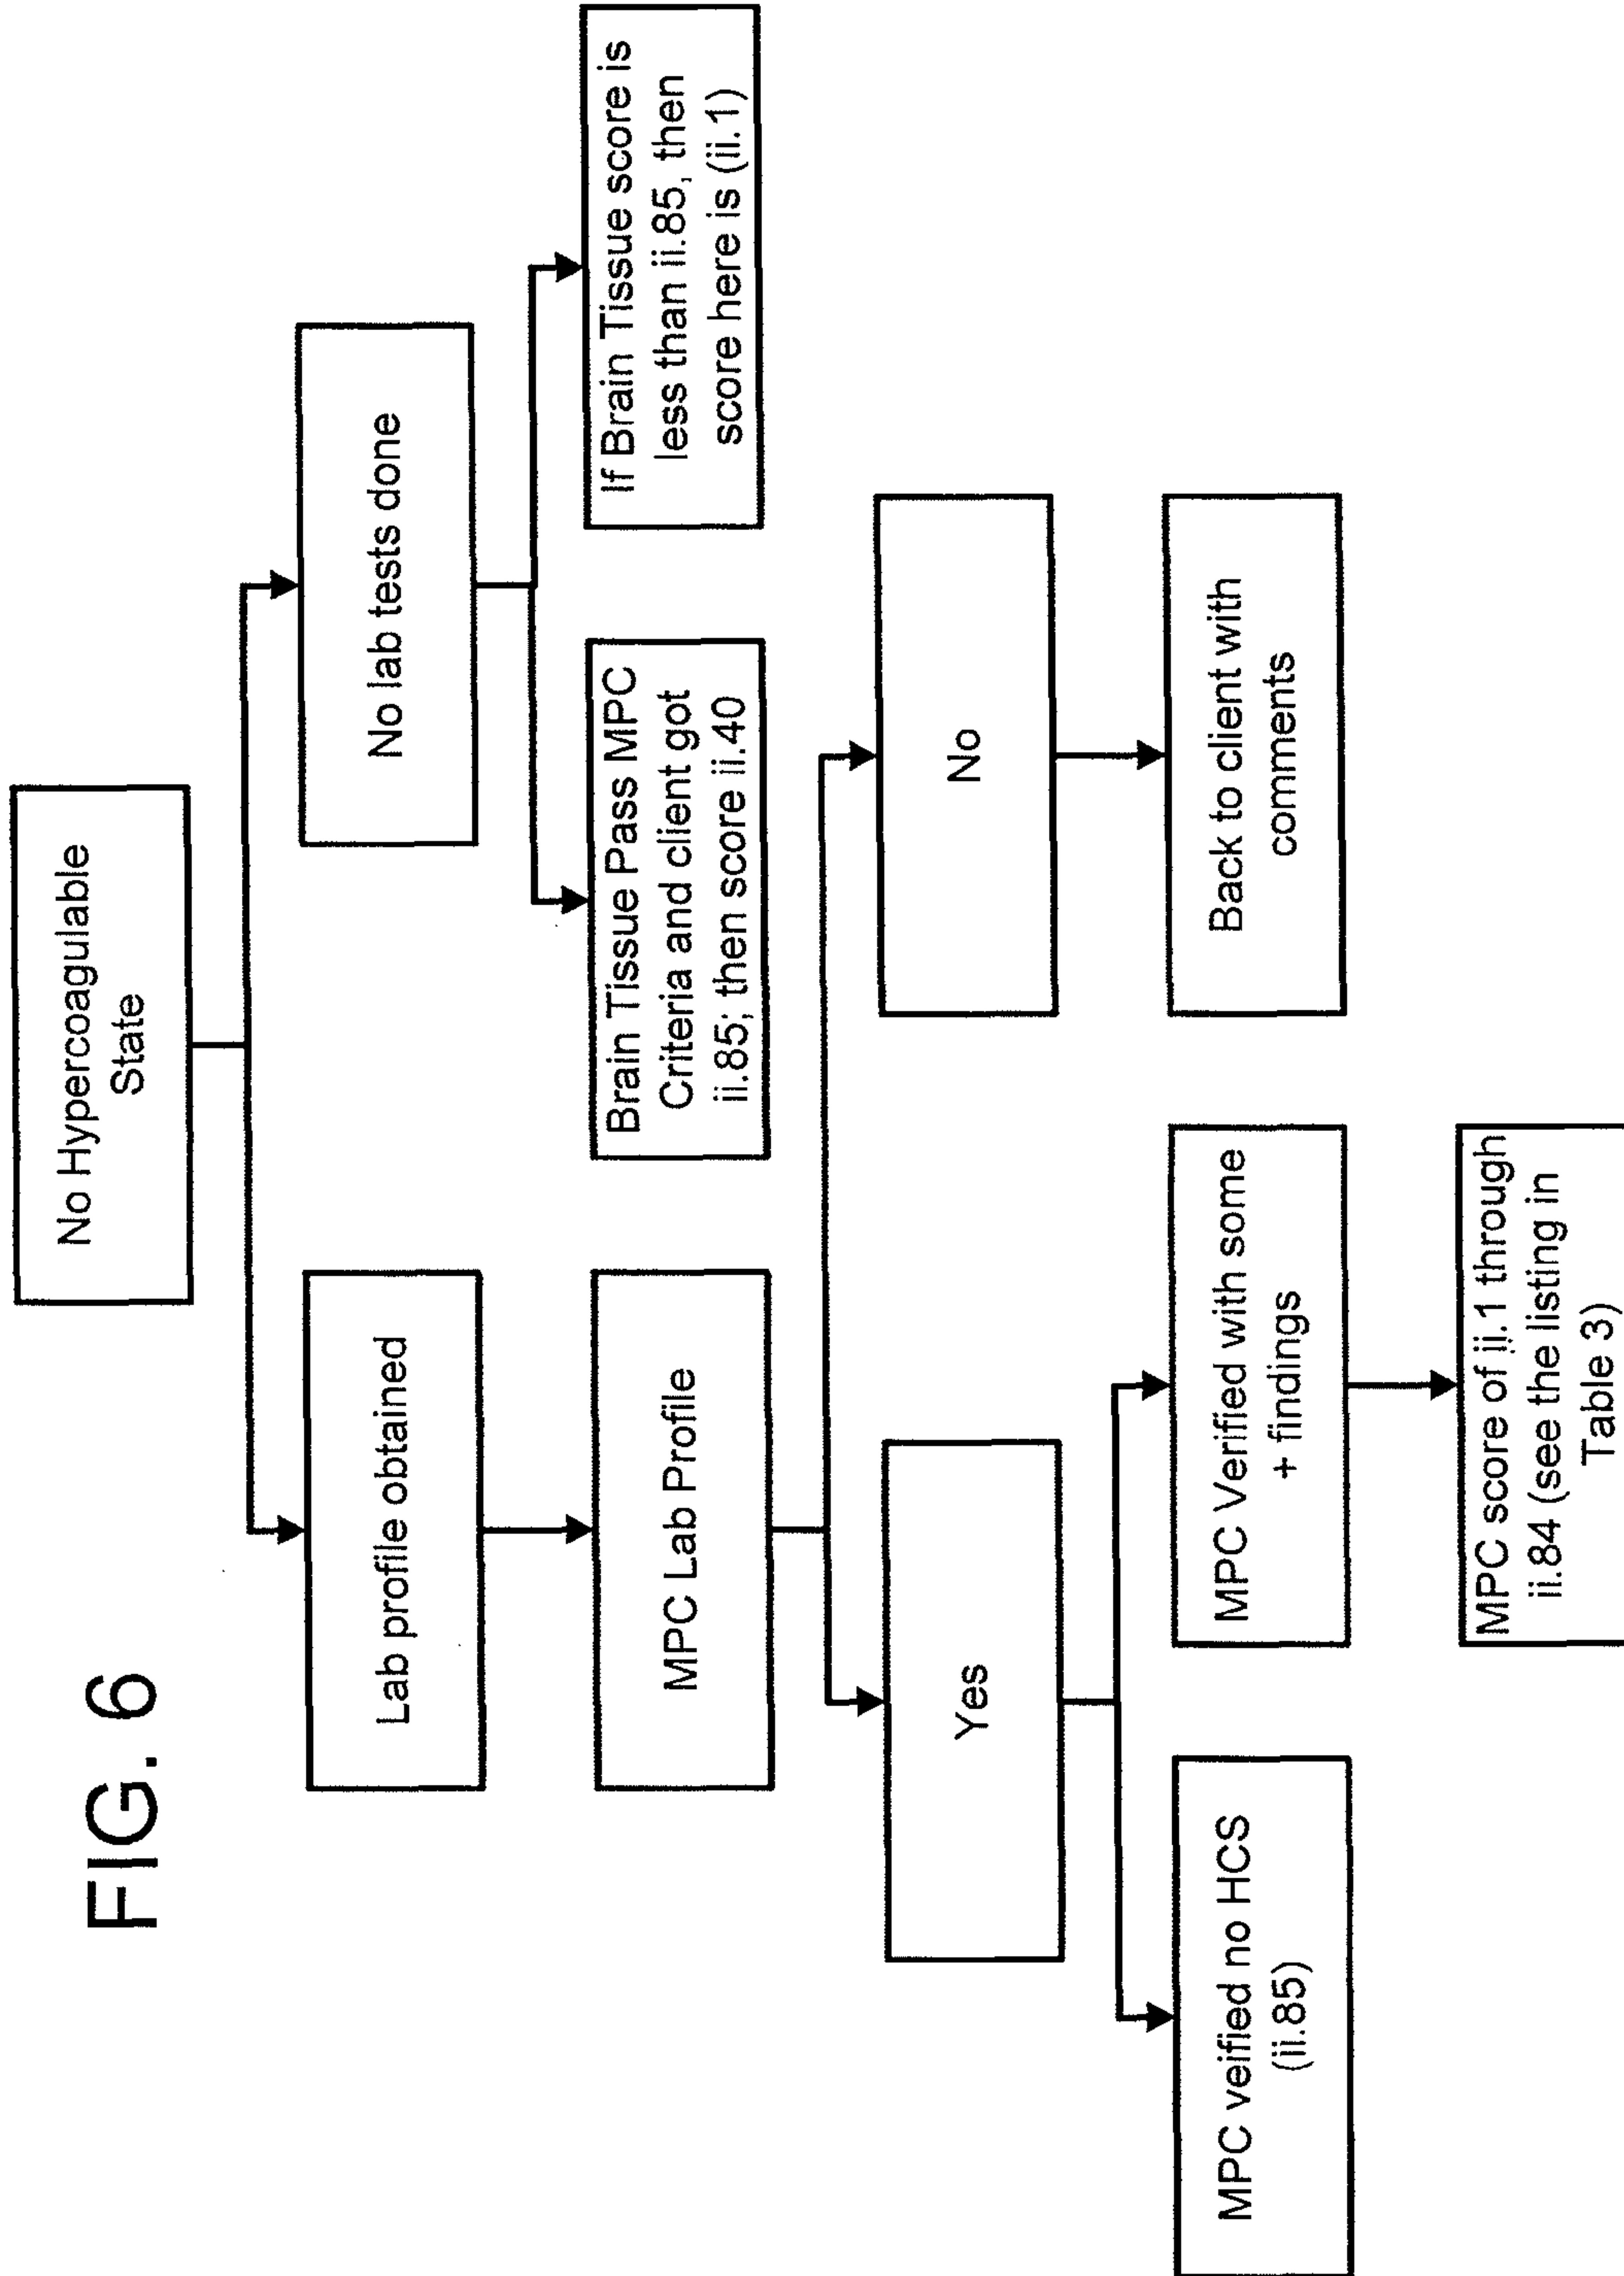 FIG. 6
No Hypercoagulable
State
Lab profile obtained
No lab tests done
MPC Lab Profile
Brain Tissue Pass MPC
Criteria and client got
ii.85; then score ii.40
If Brain Tissue score is
less than ii.85, then
score here is (ii.1)
Yes
No
MPC veified no HCS
(ii.85)
MPC Verified with some
+ findings
Back to client with
comments
MPC score of ii.1 through
ii.84 (see the listing in
Table 3)